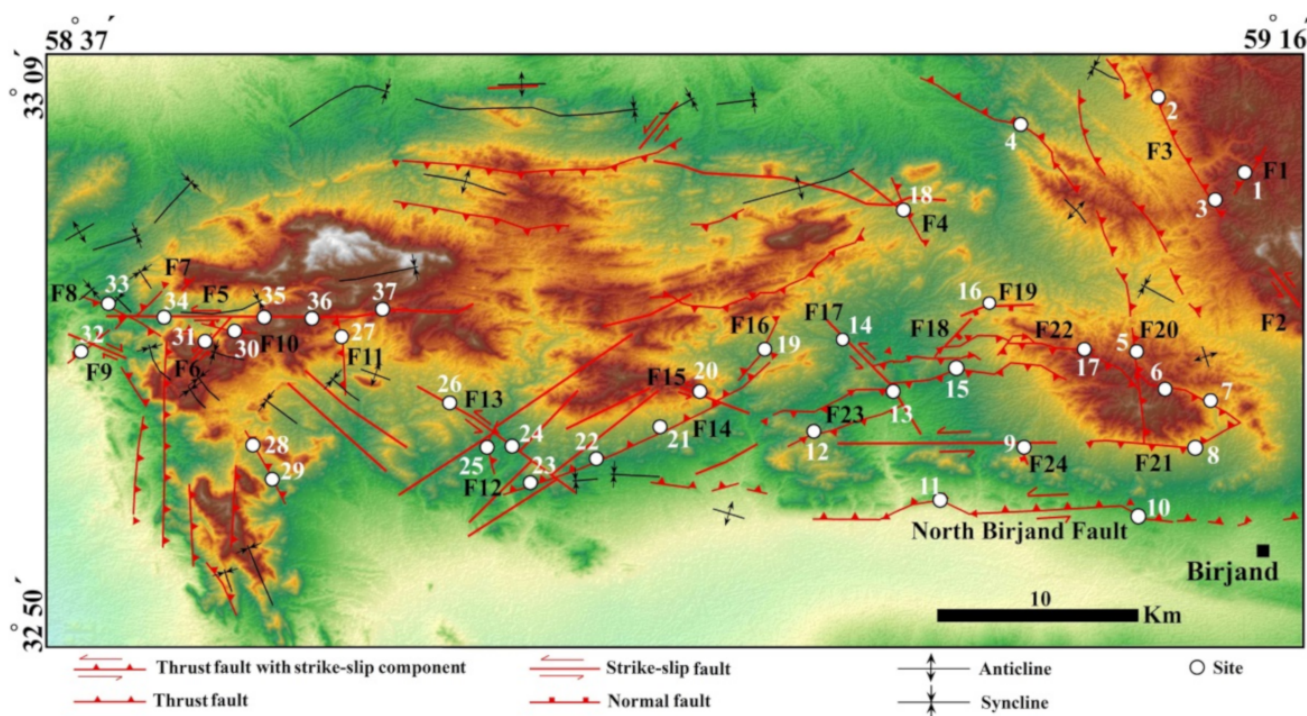 58° 37´
59° 16´
33° 09´
32° 50´
2
4
F3
F1
1
3
18
F4
F2
33
F7
F8
34
F5
35
36
37
F19
16
F17
14
F18
F16
F22
F20
5
32
31
30
F10
27
F11
19
17
F9
F6
6
15
26
F13
F15
20
13
7
F14
21
F23
12
28
24
25
22
9
F24
F21
8
29
F12
23
11
10
North Birjand Fault
Birjand
10
Km
Thrust fault with strike-slip component
Strike-slip fault
Anticline
Site
Thrust fault
Normal fault
Syncline